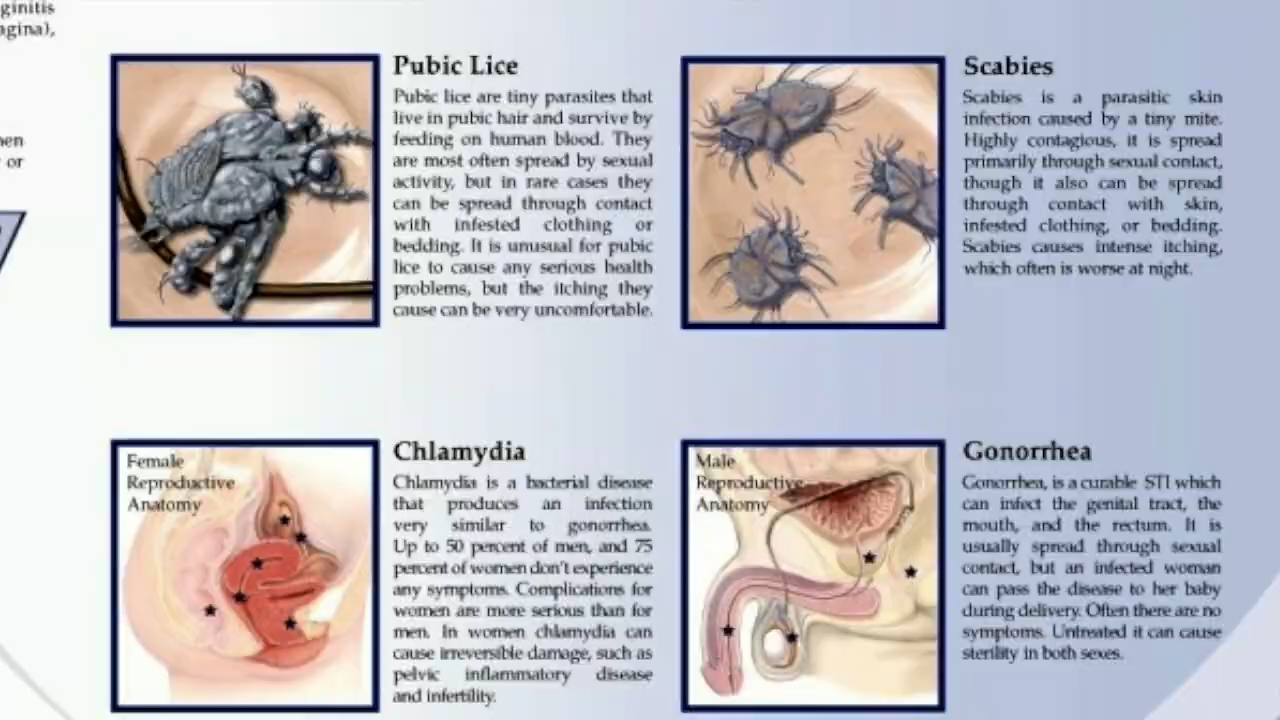 ginitis
agina),
en
or
Pubic Lice
Pubic lice are tiny parasites that
live in pubic hair and survive by
feeding on human blood. They
are most often spread by sexual
activity, but in rare cases they
can be spread through contact
with infested clothing or
bedding. It is unusual for pubic
lice to cause any serious health
problems, but the itching they
cause can be very uncomfortable.
Scabies
Scabies is a parasitic skin
infection caused by a tiny mite.
Highly contagious, it is spread
primarily through sexual contact,
though it also can be spread
through contact with skin,
infested clothing, or bedding.
Scabies causes intense itching,
which often is worse at night.
Female
Reproductive
Anatomy
Chlamydia
Chlamydia is a bacterial disease
that produces an infection
very similar to gonorrhea.
Up to 50 percent of men, and 75
percent of women don't experience
any symptoms. Complications for
women are more serious than for
men. In women chlamydia can
cause irreversible damage, such as
pelvic inflammatory disease
and infertility.
Male
Reproductive
Anatomy
Gonorrhea
Gonorrhea, is a curable STI which
can infect the genital tract, the
mouth, and the rectum. It is
usually spread through sexual
contact, but an infected woman
can pass the disease to her baby
during delivery. Often there are no
symptoms. Untreated it can cause
sterility in both sexes.